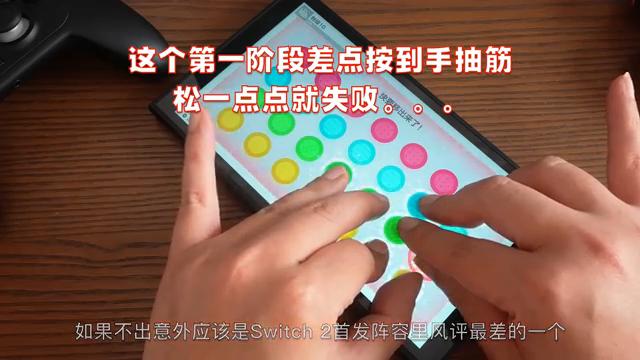 这个第一阶段差点按到手抽筋
松一点点就失败。。。
如果不出意外应该是Switch 2首发阵容里风评最差的一个